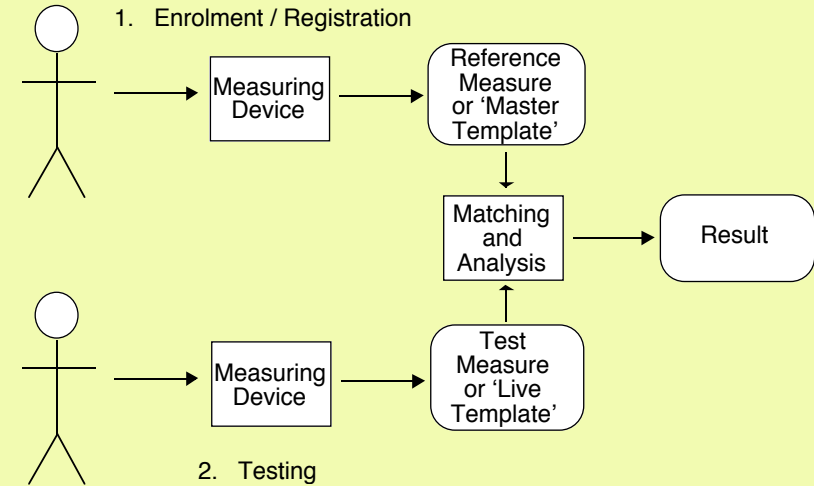 1. Enrolment / Registration
Measuring
Device
Reference
Measure
or ‘Master
Template’
Matching
and
Analysis
Result
Measuring
Device
Test
Measure
or ‘Live
Template’
2. Testing